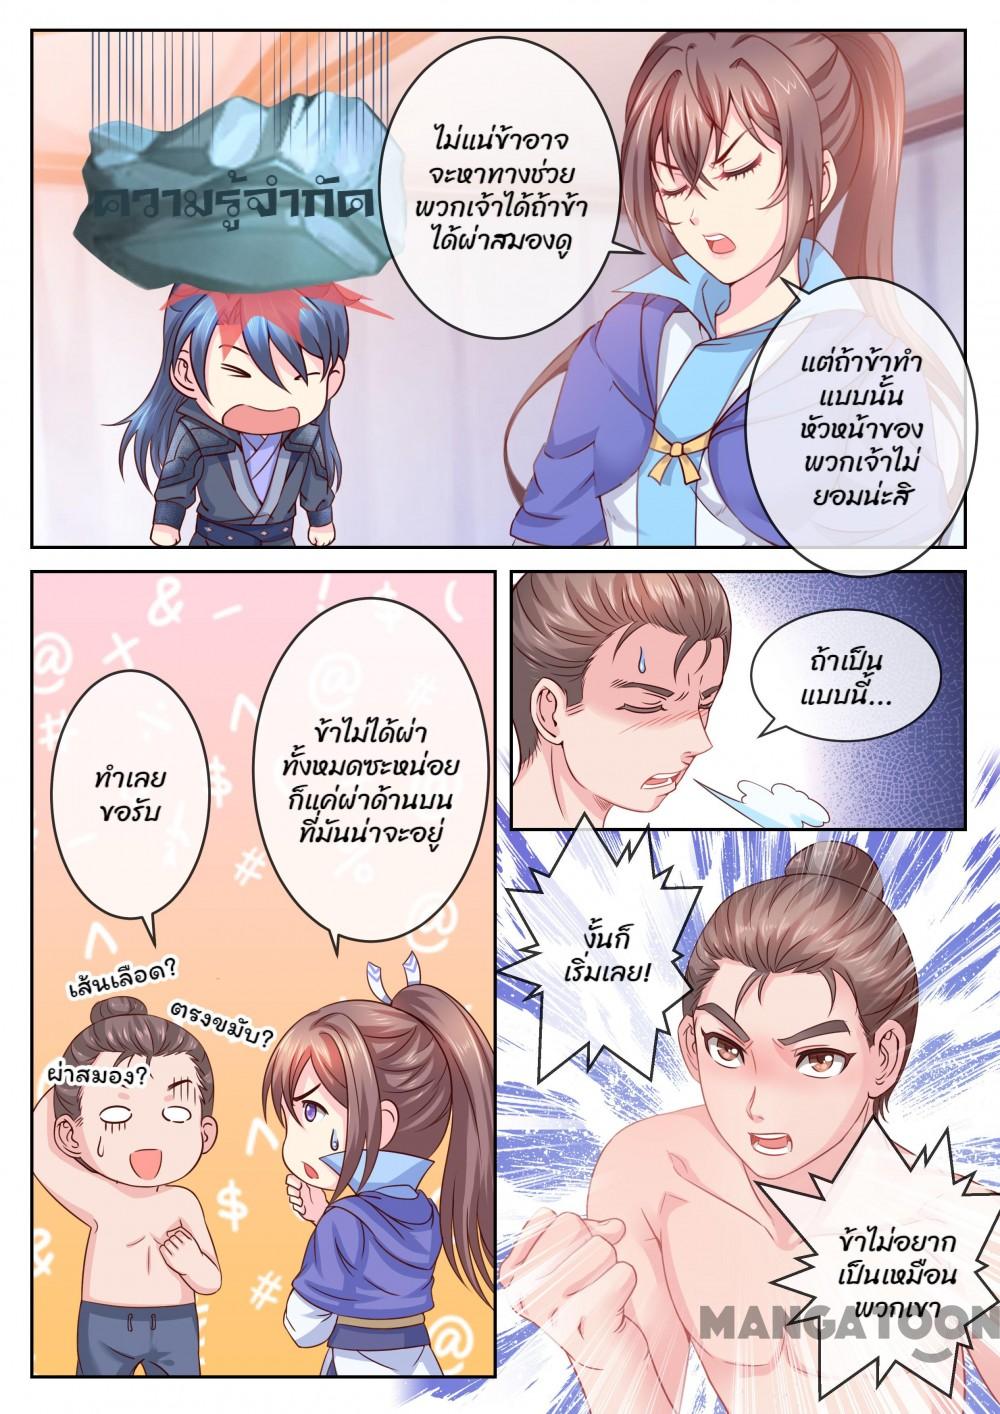 ความรู้จำกัด
ไม่แน่ข้าอาจ
จะหาทางช่วย
พวกเจ้าได้ถ้าข้า
ได้ผ่าสมองดู
แต่ถ้าข้าทำ
แบบนั้น
หัวหน้าของ
พวกเจ้าไม่
ยอมน่ะสิ
ทำเลย
ขอรับ
ข้าไม่ได้ผ่า
ทั้งหมดซะหน่อย
ก็แค่ผ่าด้านบน
ที่มันน่าจะอยู่
เส้นเลือด?
ตรงขมับ?
ผ่าสมอง?
ถ้าเป็น
แบบนี้...
งั้นก็
เริ่มเลย!
ข้าไม่อยาก
เป็นเหมือน
พวกเขา
MANGATOON